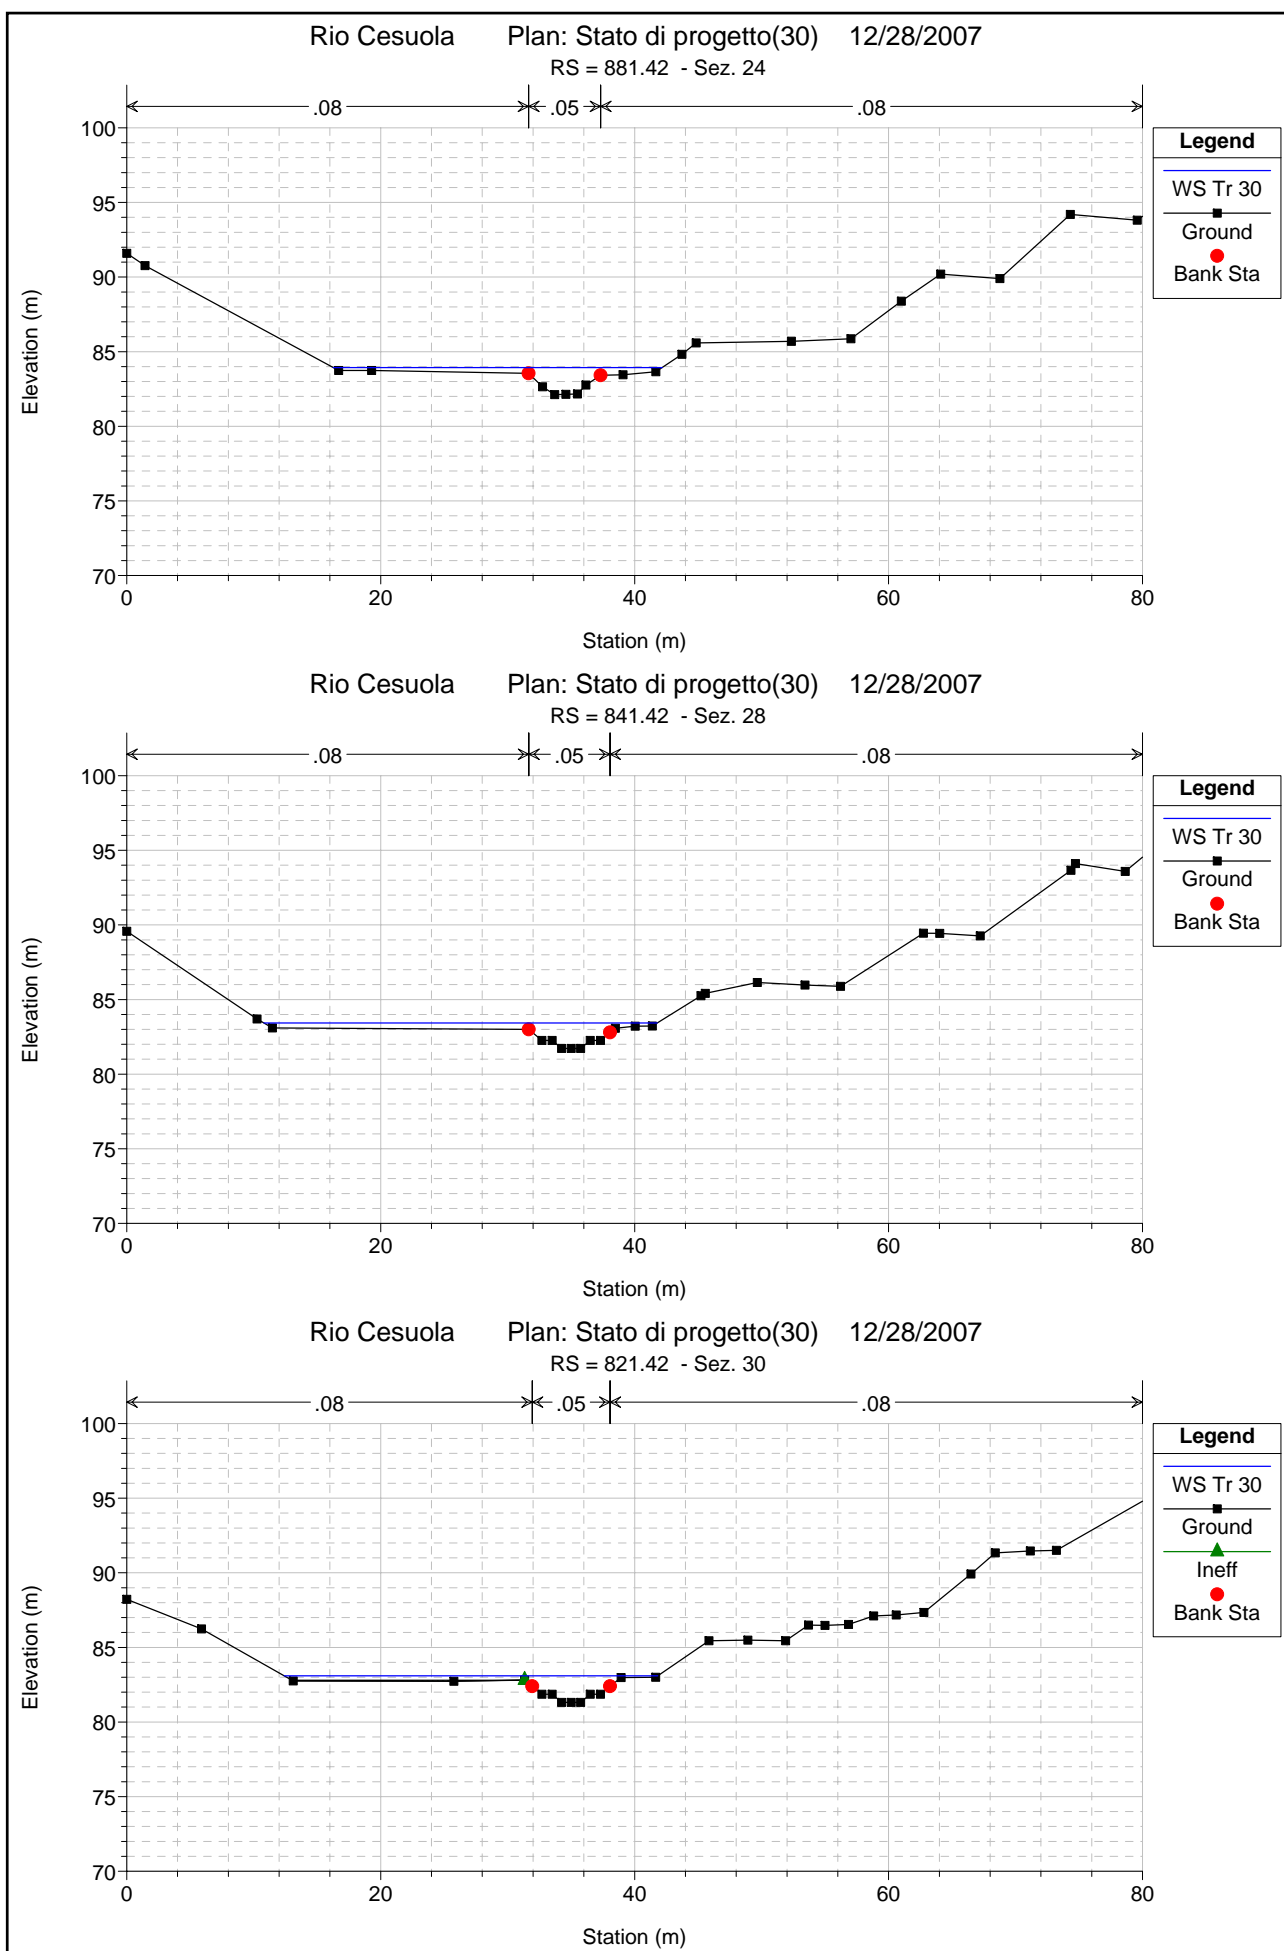 Rio Cesuola Plan: Stato di progetto(30) 12/28/2007
RS = 881.42 - Sez. 24
.08 .05 .08
100
95
90
85
80
75
70
0 20 40 60 80
Elevation (m)
Station (m)
Legend
WS Tr 30
Ground
Bank Sta
Rio Cesuola Plan: Stato di progetto(30) 12/28/2007
RS = 841.42 - Sez. 28
.08 .05 .08
100
95
90
85
80
75
70
0 20 40 60 80
Elevation (m)
Station (m)
Legend
WS Tr 30
Ground
Bank Sta
Rio Cesuola Plan: Stato di progetto(30) 12/28/2007
RS = 821.42 - Sez. 30
.08 .05 .08
100
95
90
85
80
75
70
0 20 40 60 80
Elevation (m)
Station (m)
Legend
WS Tr 30
Ground
Ineff
Bank Sta